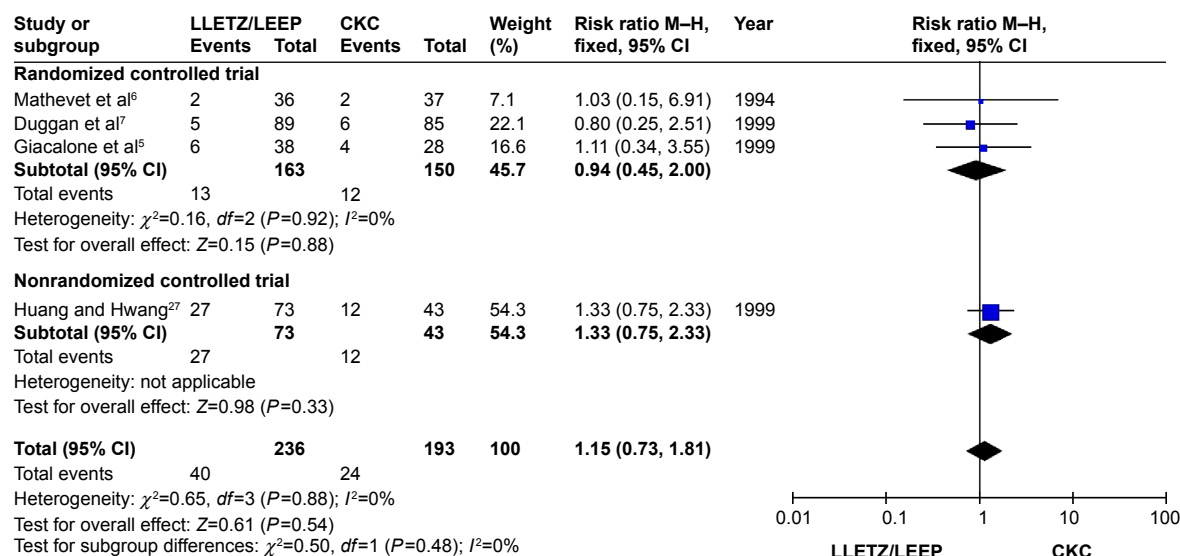 Study or subgroup LLETZ/LEEP Events Total CKC Events Total Weight (%) Risk ratio M–H, fixed, 95% CI Year Risk ratio M–H, fixed, 95% CI
Randomized controlled trial
Mathevet et al⁶ 2 36 2 37 7.1 1.03 (0.15, 6.91) 1994
Duggan et al⁷ 5 89 6 85 22.1 0.80 (0.25, 2.51) 1999
Giacalone et al⁵ 6 38 4 28 16.6 1.11 (0.34, 3.55) 1999
Subtotal (95% CI) 163 150 45.7 0.94 (0.45, 2.00)
Total events 13 12
Heterogeneity: χ²=0.16, df=2 (P=0.92); I²=0%
Test for overall effect: Z=0.15 (P=0.88)
Nonrandomized controlled trial
Huang and Hwang²⁷ 27 73 12 43 54.3 1.33 (0.75, 2.33) 1999
Subtotal (95% CI) 73 43 54.3 1.33 (0.75, 2.33)
Total events 27 12
Heterogeneity: not applicable
Test for overall effect: Z=0.98 (P=0.33)
Total (95% CI) 236 193 100 1.15 (0.73, 1.81)
Total events 40 24
Heterogeneity: χ²=0.65, df=3 (P=0.88); I²=0%
Test for overall effect: Z=0.61 (P=0.54)
Test for subgroup differences: χ²=0.50, df=1 (P=0.48); I²=0%
0.01 0.1 1 10 100
LLETZ/LEEP CKC